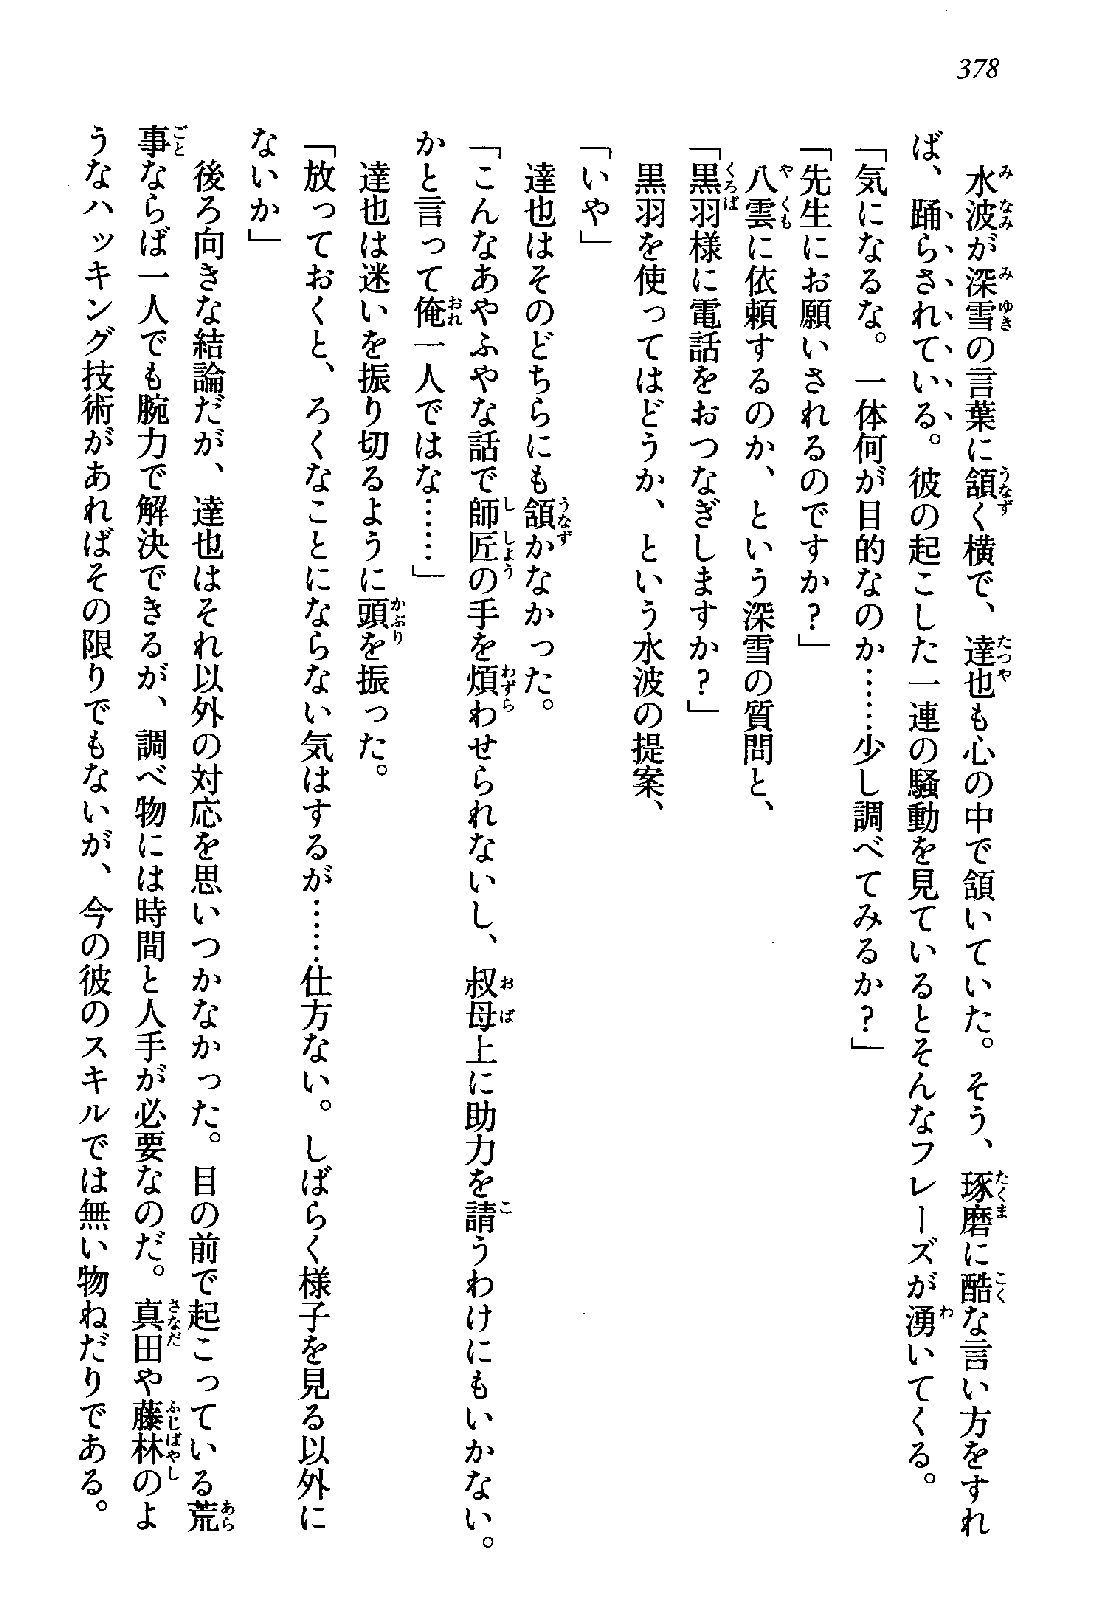 378
水波が深雪の言葉に頷く横で、達也も心の中で頷いていた。そう、琢磨に酷な言い方をすれ
ば、踊らされている。彼の起こした一連の騒動を見ているとそんなフレーズが湧いてくる。
「気になるな。一体何が目的なのか……少し調べてみるか？」
「先生にお願いされるのですか？」
八雲に依頼するのか、という深雪の質問と、
「黒羽様に電話をおつなぎしますか？」
黒羽を使ってはどうか、という水波の提案、
「いや」
達也はそのどちらにも頷かなかった。
「こんなあやふやな話で師匠の手を煩わせられないし、叔母上に助力を請うわけにもいかない。
かと言って俺一人ではな……」
達也は迷いを振り切るように頭を振った。
「放っておくと、ろくなことにならない気はするが……仕方ない。しばらく様子を見る以外に
ないか」
後ろ向きな結論だが、達也はそれ以外の対応を思いつかなかった。目の前で起こっている荒
事ならば一人でも腕力で解決できるが、調べ物には時間と人手が必要なのだ。真田や藤林のよ
うなハッキング技術があればその限りでもないが、今の彼のスキルでは無い物ねだりである。